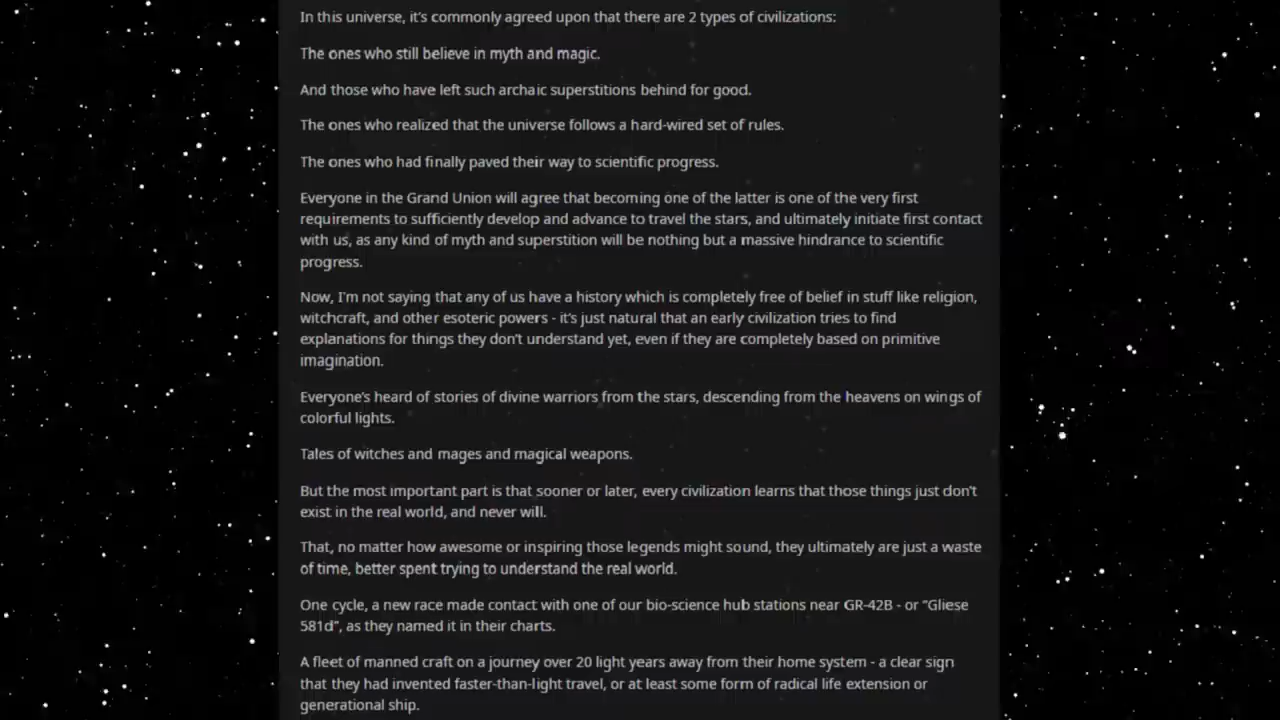 In this universe, it's commonly agreed upon that there are 2 types of civilizations:
The ones who still believe in myth and magic.
And those who have left such archaic superstitions behind for good.
The ones who realized that the universe follows a hard-wired set of rules.
The ones who had finally paved their way to scientific progress.
Everyone in the Grand Union will agree that becoming one of the latter is one of the very first
requirements to sufficiently develop and advance to travel the stars, and ultimately initiate first contact
with us, as any kind of myth and superstition will be nothing but a massive hindrance to scientific
progress.
Now, I'm not saying that any of us have a history which is completely free of belief in stuff like religion,
witchcraft, and other esoteric powers - it's just natural that an early civilization tries to find
explanations for things they don't understand yet, even if they are completely based on primitive
imagination.
Everyone's heard of stories of divine warriors from the stars, descending from the heavens on wings of
colorful lights.
Tales of witches and mages and magical weapons.
But the most important part is that sooner or later, every civilization learns that those things just don't
exist in the real world, and never will.
That, no matter how awesome or inspiring those legends might sound, they ultimately are just a waste
of time, better spent trying to understand the real world.
One cycle, a new race made contact with one of our bio-science hub stations near GR-42B - or "Gliese
581d", as they named it in their charts.
A fleet of manned craft on a journey over 20 light years away from their home system - a clear sign
that they had invented faster-than-light travel, or at least some form of radical life extension or
generational ship.